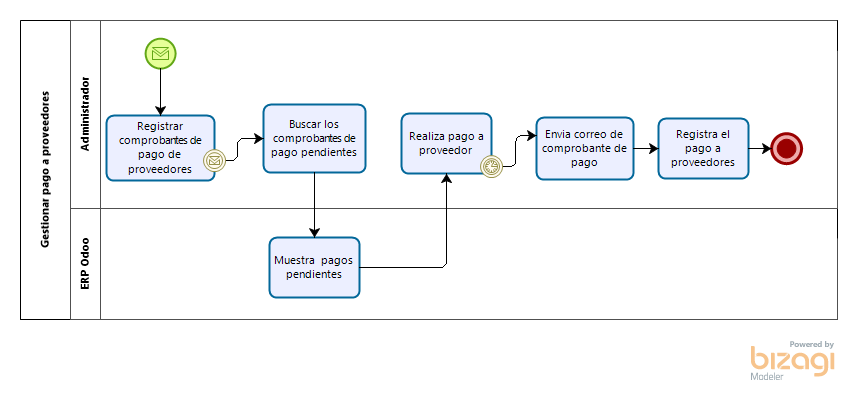 Gestionar pago a proveedores
Administrador
Registrar
comprobantes de
pago de
proveedores
Buscar los
comprobantes de
pago pendientes
Realiza pago a
proveedor
Envia correo de
comprobante de
pago
Registra el
pago a
proveedores
ERP Odoo
Muestra pagos
pendientes
Powered by
bizagi
Modeler